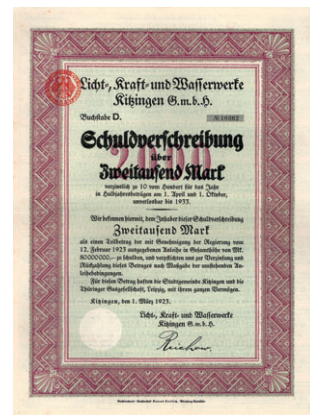 Licht-, Kraft- und Wasserwerke
Kitzingen G.m.b.H.
Buchstabe D.
Schuldverschreibung
über
2000
Zweitausend Mark
verzinslich zu 10 vom Hundert für das Jahr
in Halbjahresbeträgen am 1. April und 1. Oktober,
unverlosbar bis 1933.
Wir bekennen hiermit, dem Inhaber dieser Schuldverschreibung
Zweitausend Mark
als einen Teilbetrag der mit Genehmigung der Regierung vom
12. Februar 1923 ausgegebenen Anleihe in Gesamthöhe von Mk.
80000000.— zu schulden, und verpflichten uns zur Verzinsung und
Rückzahlung dieses Betrages nach Maßgabe der umstehenden An-
leihebedingungen.
Für diesen Betrag haften die Stadtgemeinde Kitzingen und die
Thüringer Gasgesellschaft, Leipzig, mit ihrem ganzen Vermögen.
Kitzingen, den 1. März 1923.
Licht-, Kraft- und Wasserwerke
Kitzingen G.m.b.H.